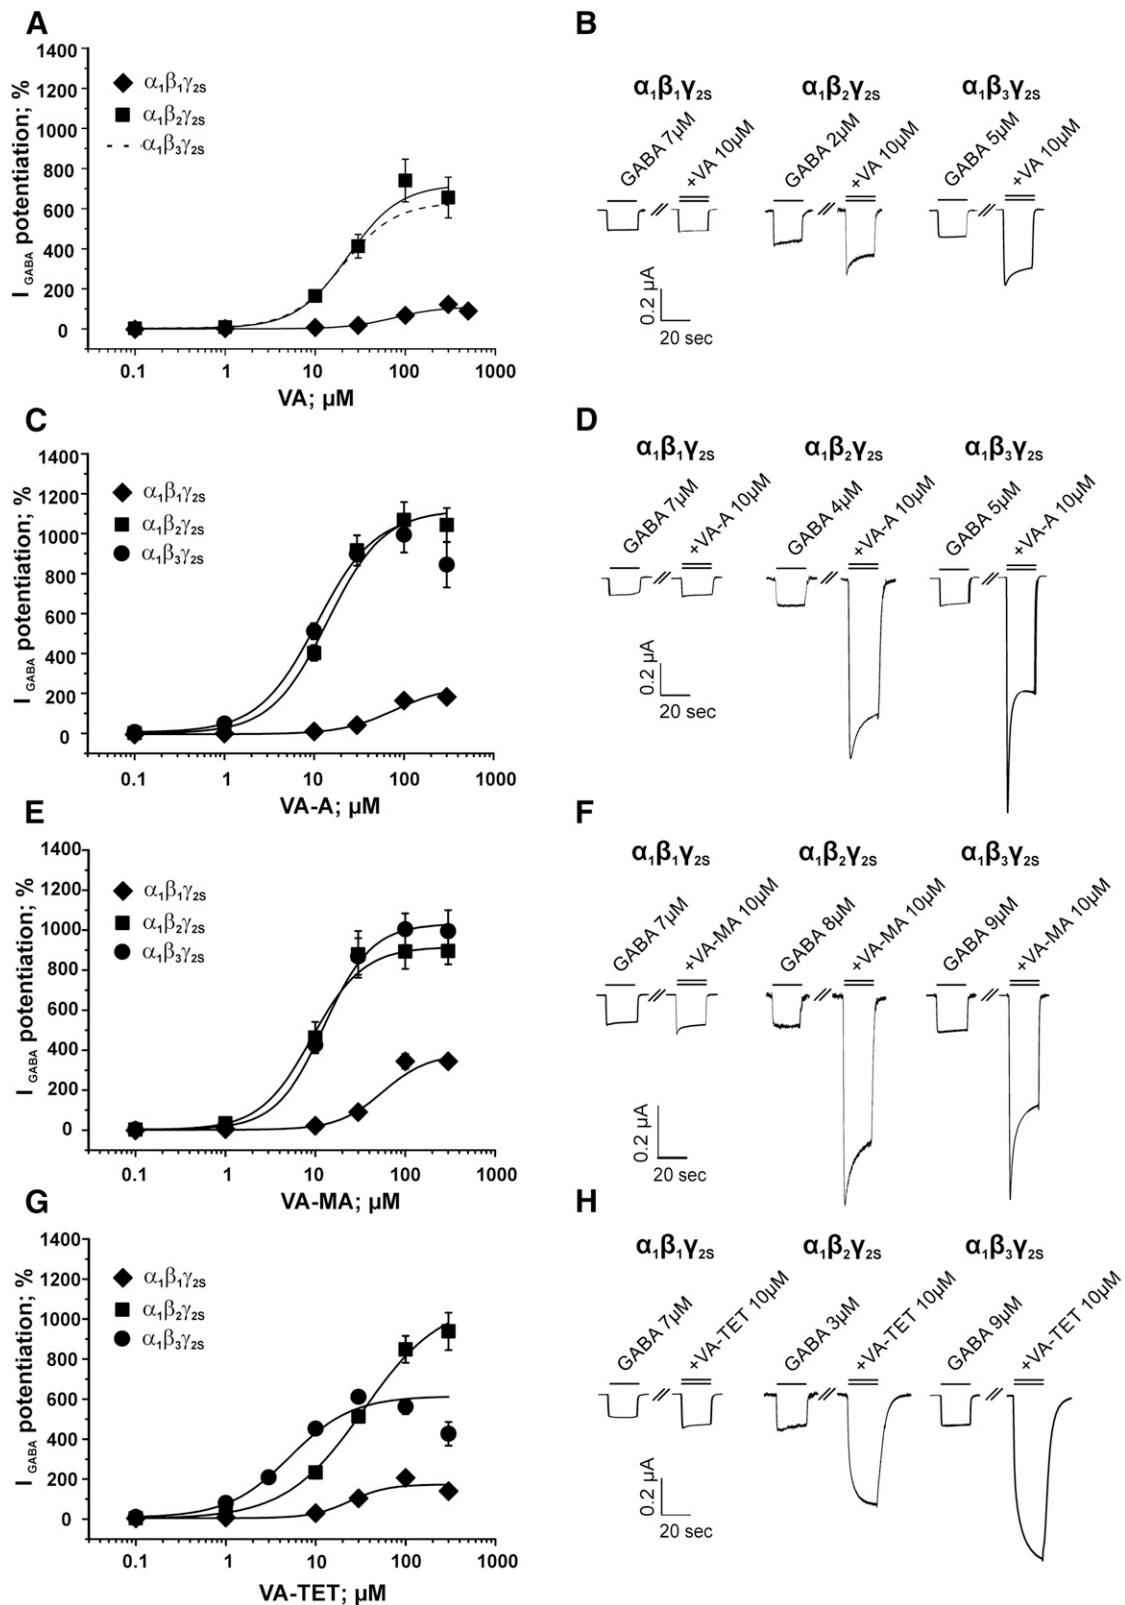 A
1400
1200
1000
800
600
400
200
0
I GABA potentiation; %
α₁β₁γ₂S
α₁β₂γ₂S
α₁β₃γ₂S
0.1 1 10 100 1000
VA; µM
B
α₁β₁γ₂S α₁β₂γ₂S α₁β₃γ₂S
GABA 7µM +VA 10µM GABA 2µM +VA 10µM GABA 5µM +VA 10µM
0.2 µA
20 sec
C
1400
1200
1000
800
600
400
200
0
I GABA potentiation; %
α₁β₁γ₂S
α₁β₂γ₂S
α₁β₃γ₂S
0.1 1 10 100 1000
VA-A; µM
D
α₁β₁γ₂S α₁β₂γ₂S α₁β₃γ₂S
GABA 7µM +VA-A 10µM GABA 4µM +VA-A 10µM GABA 5µM +VA-A 10µM
0.2 µA
20 sec
E
1400
1200
1000
800
600
400
200
0
I GABA potentiation; %
α₁β₁γ₂S
α₁β₂γ₂S
α₁β₃γ₂S
0.1 1 10 100 1000
VA-MA; µM
F
α₁β₁γ₂S α₁β₂γ₂S α₁β₃γ₂S
GABA 7µM +VA-MA 10µM GABA 8µM +VA-MA 10µM GABA 9µM +VA-MA 10µM
0.2 µA
20 sec
G
1400
1200
1000
800
600
400
200
0
I GABA potentiation; %
α₁β₁γ₂S
α₁β₂γ₂S
α₁β₃γ₂S
0.1 1 10 100 1000
VA-TET; µM
H
α₁β₁γ₂S α₁β₂γ₂S α₁β₃γ₂S
GABA 7µM +VA-TET 10µM GABA 3µM +VA-TET 10µM GABA 9µM +VA-TET 10µM
0.2 µA
20 sec